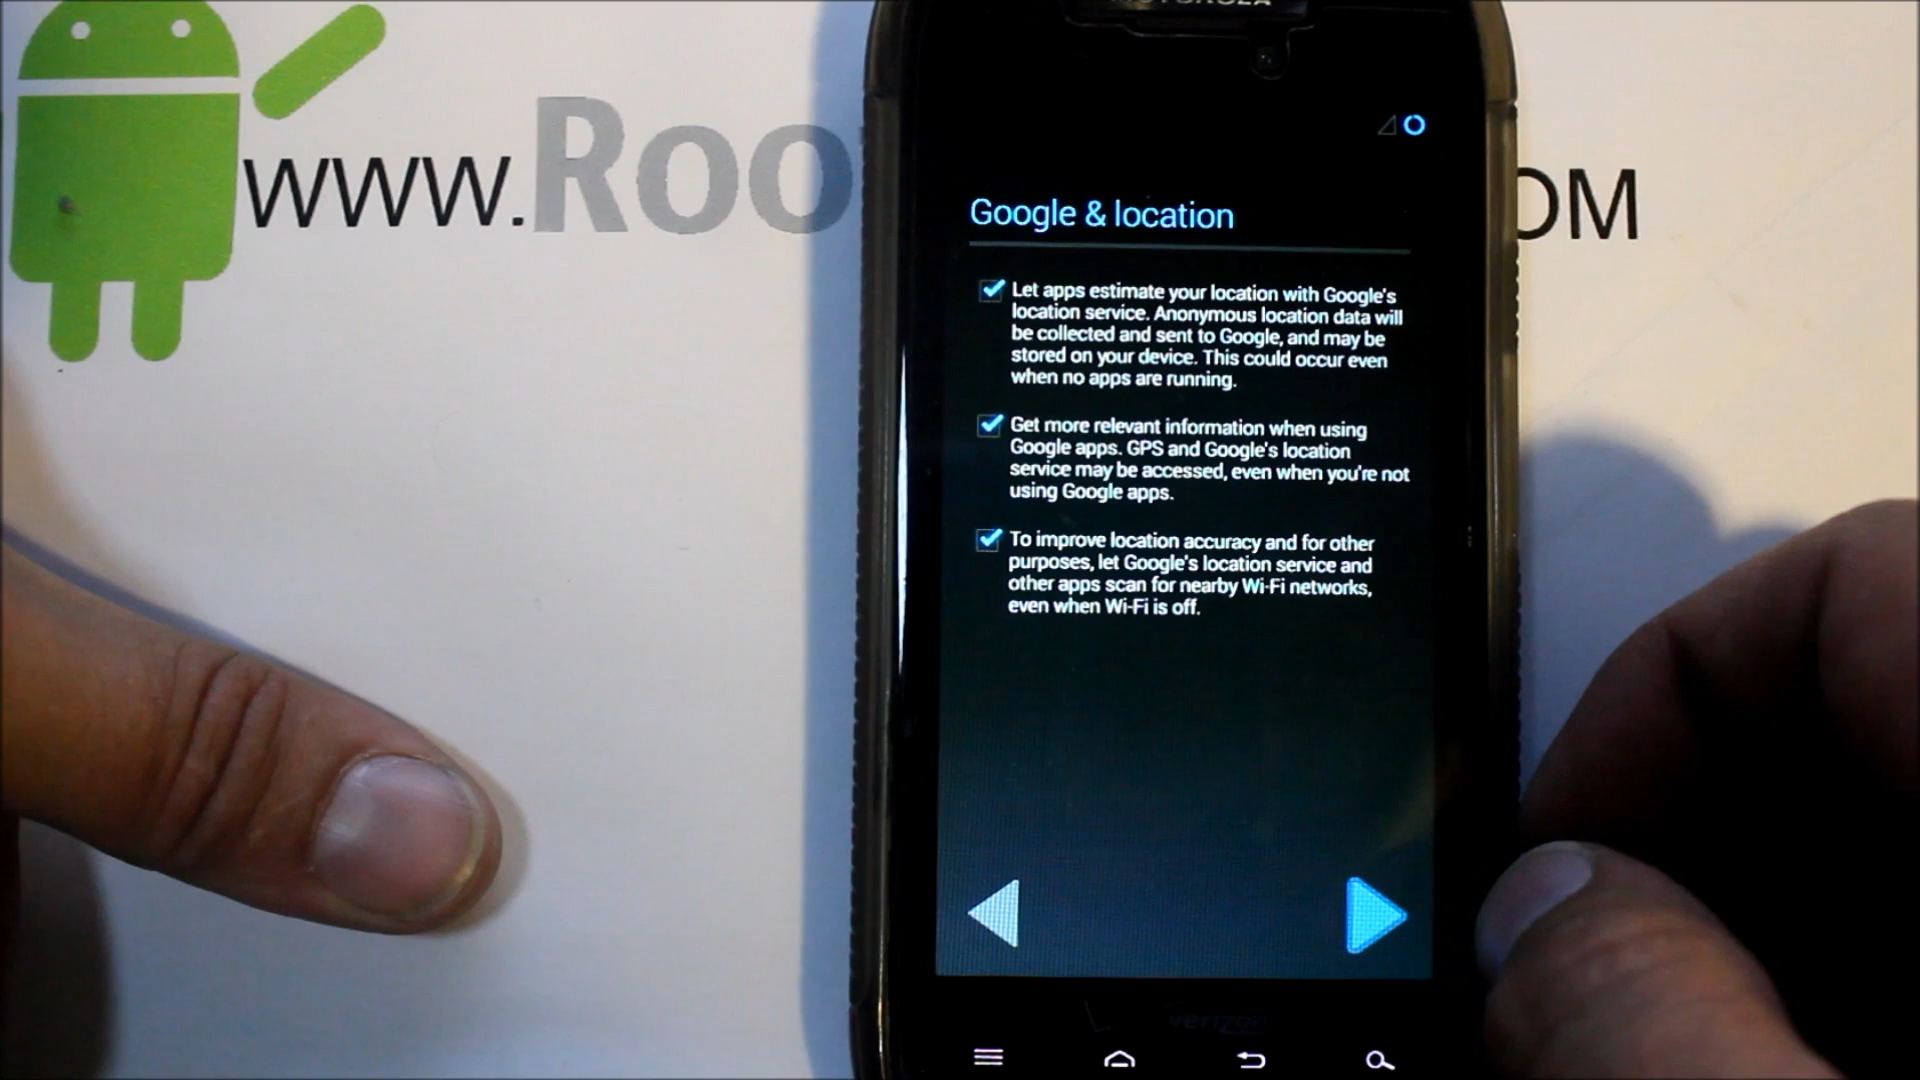 MOTOROLA
www.Roo
OM
Google & location
Let apps estimate your location with Google's
location service. Anonymous location data will
be collected and sent to Google, and may be
stored on your device. This could occur even
when no apps are running.
Get more relevant information when using
Google apps. GPS and Google's location
service may be accessed, even when you're not
using Google apps.
To improve location accuracy and for other
purposes, let Google's location service and
other apps scan for nearby Wi-Fi networks,
even when Wi-Fi is off.
verizon